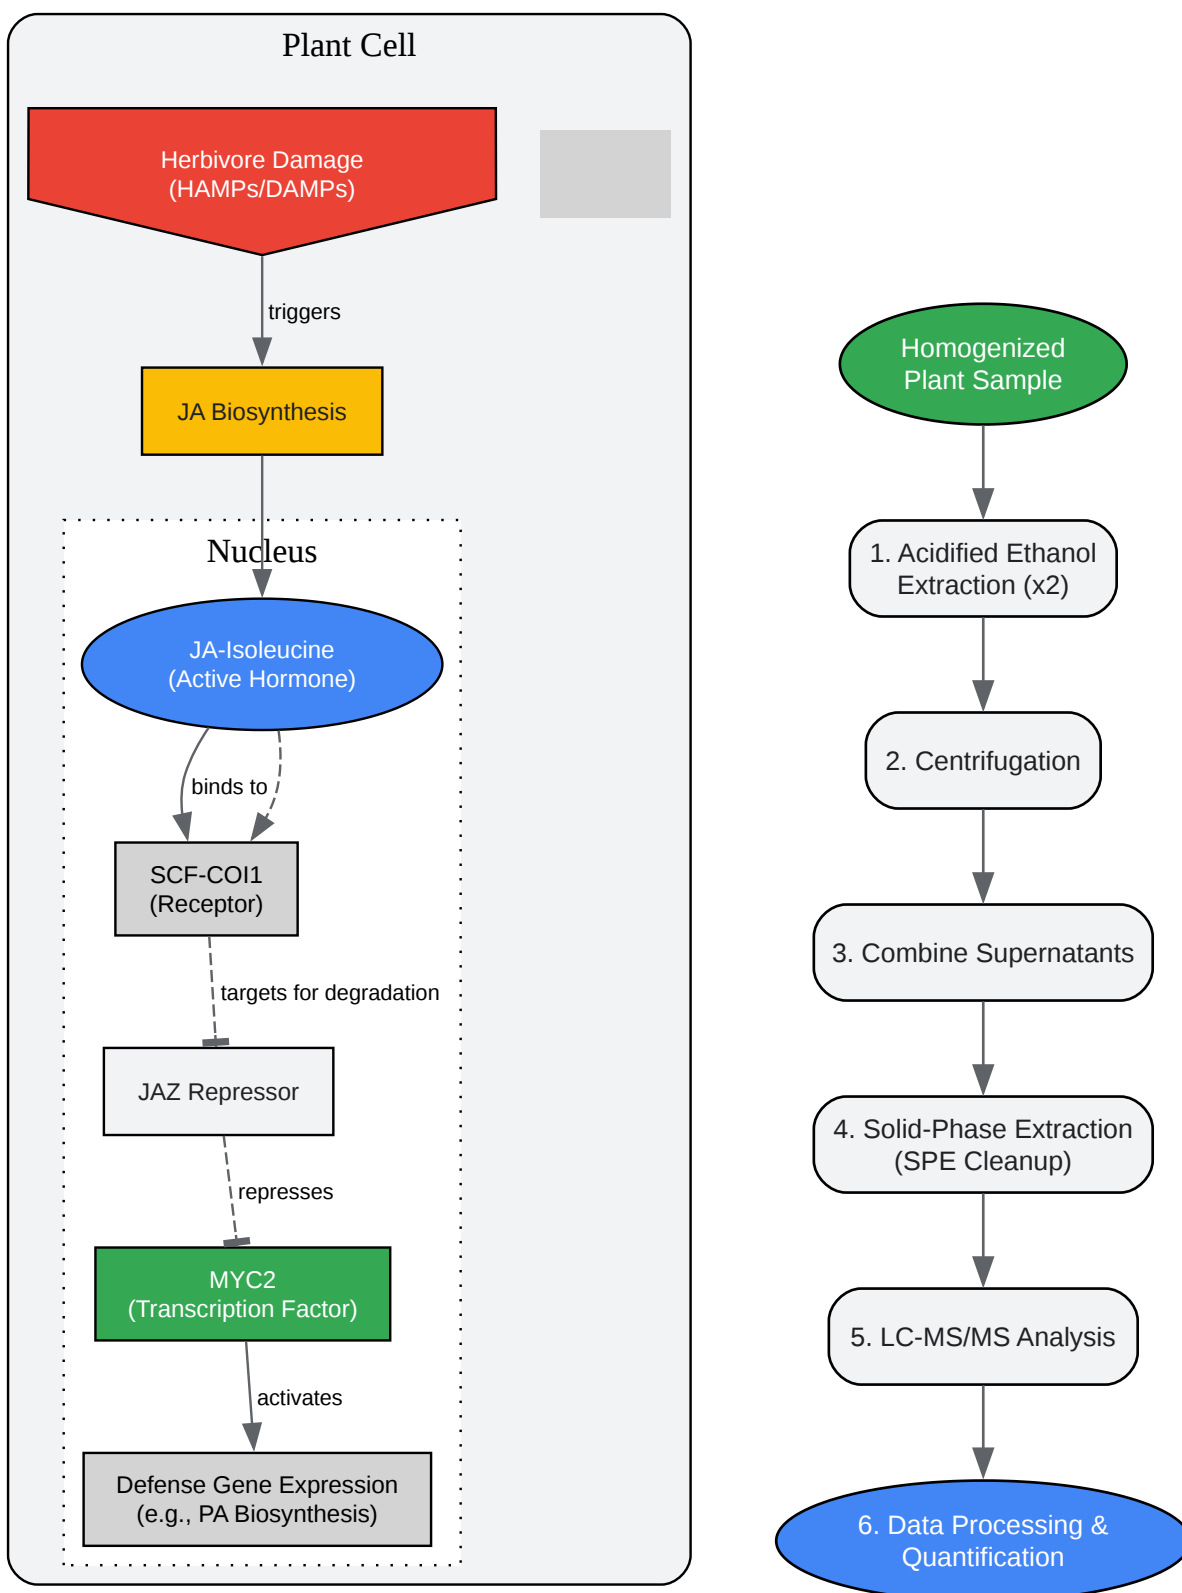 Plant Cell
Herbivore Damage
(HAMPs/DAMPs)
triggers
JA Biosynthesis
Nucleus
JA-Isoleucine
(Active Hormone)
binds to
SCF-COI1
(Receptor)
targets for degradation
JAZ Repressor
represses
MYC2
(Transcription Factor)
activates
Defense Gene Expression
(e.g., PA Biosynthesis)
Homogenized
Plant Sample
1. Acidified Ethanol
Extraction (x2)
2. Centrifugation
3. Combine Supernatants
4. Solid-Phase Extraction
(SPE Cleanup)
5. LC-MS/MS Analysis
6. Data Processing &
Quantification